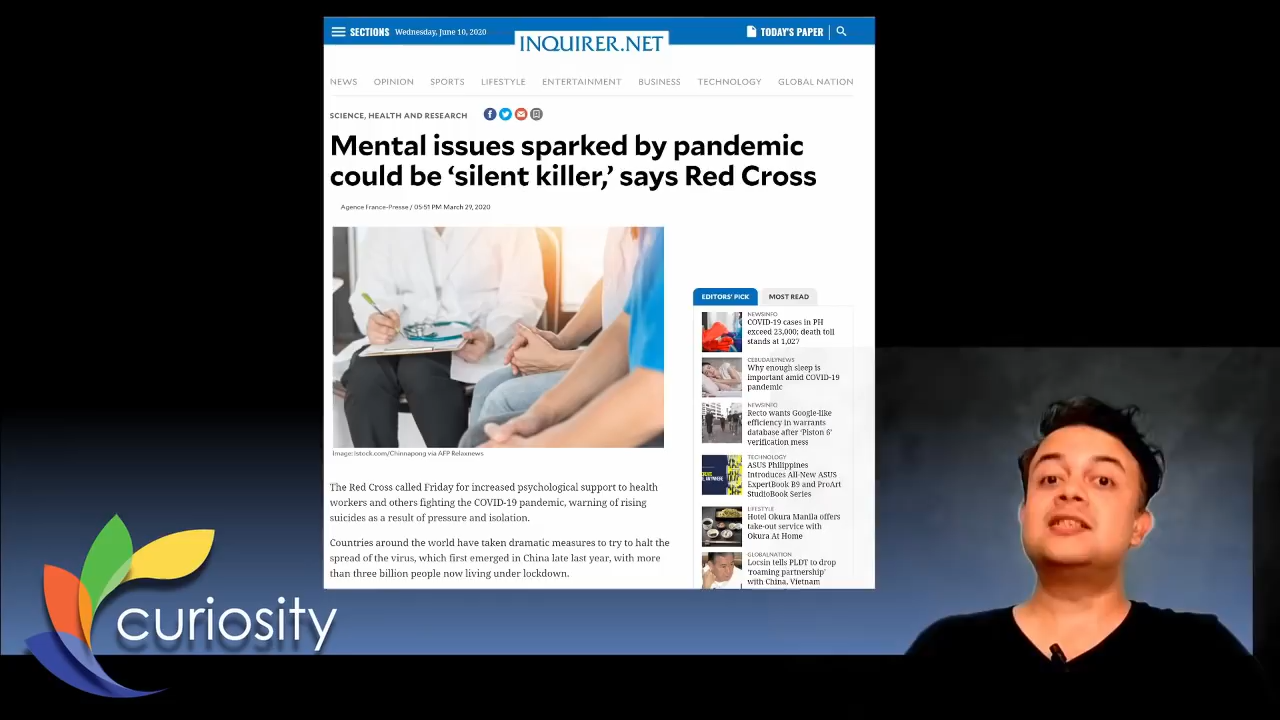 SECTIONS Wednesday, June 10, 2020
INQUIRER.NET
TODAY'S PAPER
NEWS OPINION SPORTS LIFESTYLE ENTERTAINMENT BUSINESS TECHNOLOGY GLOBAL NATION
SCIENCE, HEALTH AND RESEARCH
Mental issues sparked by pandemic
could be ‘silent killer,’ says Red Cross
Agence France-Presse / 05:51 PM March 29, 2020
Image: Istock.com/Chinnapong via AFP Relaxnews
The Red Cross called Friday for increased psychological support to health
workers and others fighting the COVID-19 pandemic, warning of rising
suicides as a result of pressure and isolation.
Countries around the world have taken dramatic measures to try to halt the
spread of the virus, which first emerged in China late last year, with more
than three billion people now living under lockdown.
EDITORS' PICK MOST READ
NEWSINFO
COVID-19 cases in PH
exceed 23,000; death toll
stands at 1,027
CEBUDAILYNEWS
Why enough sleep is
important amid COVID-19
pandemic
NEWSINFO
Recto wants Google-like
efficiency in warrants
database after ‘Piston 6’
verification mess
TECHNOLOGY
ASUS Philippines
Introduces All-New ASUS
ExpertBook B9 and ProArt
StudioBook Series
LIFESTYLE
Hotel Okura Manila offers
take-out service with
Okura At Home
GLOBALNATION
Locsin tells PLDT to drop
‘roaming partnership’
with China, Vietnam
curiosity